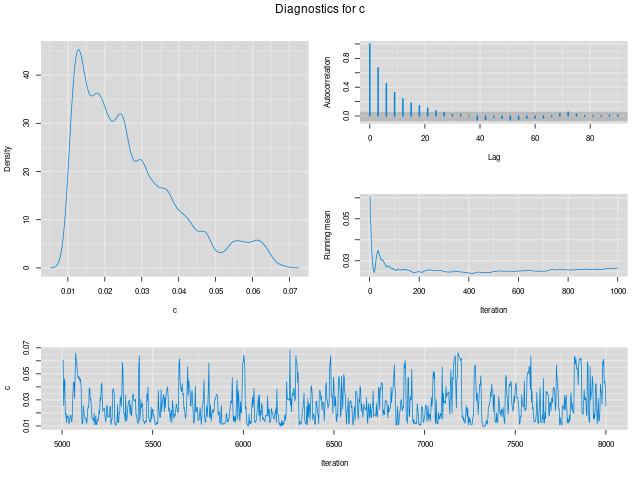 Diagnostics for c
Density
0 10 20 30 40
0.01 0.02 0.03 0.04 0.05 0.06 0.07
c
Autocorrelation
0.0 0.4 0.8
0 20 40 60 80
Lag
Running mean
0.03 0.05
0 200 400 600 800 1000
Iteration
c
0.01 0.03 0.05 0.07
5000 5500 6000 6500 7000 7500 8000
Iteration